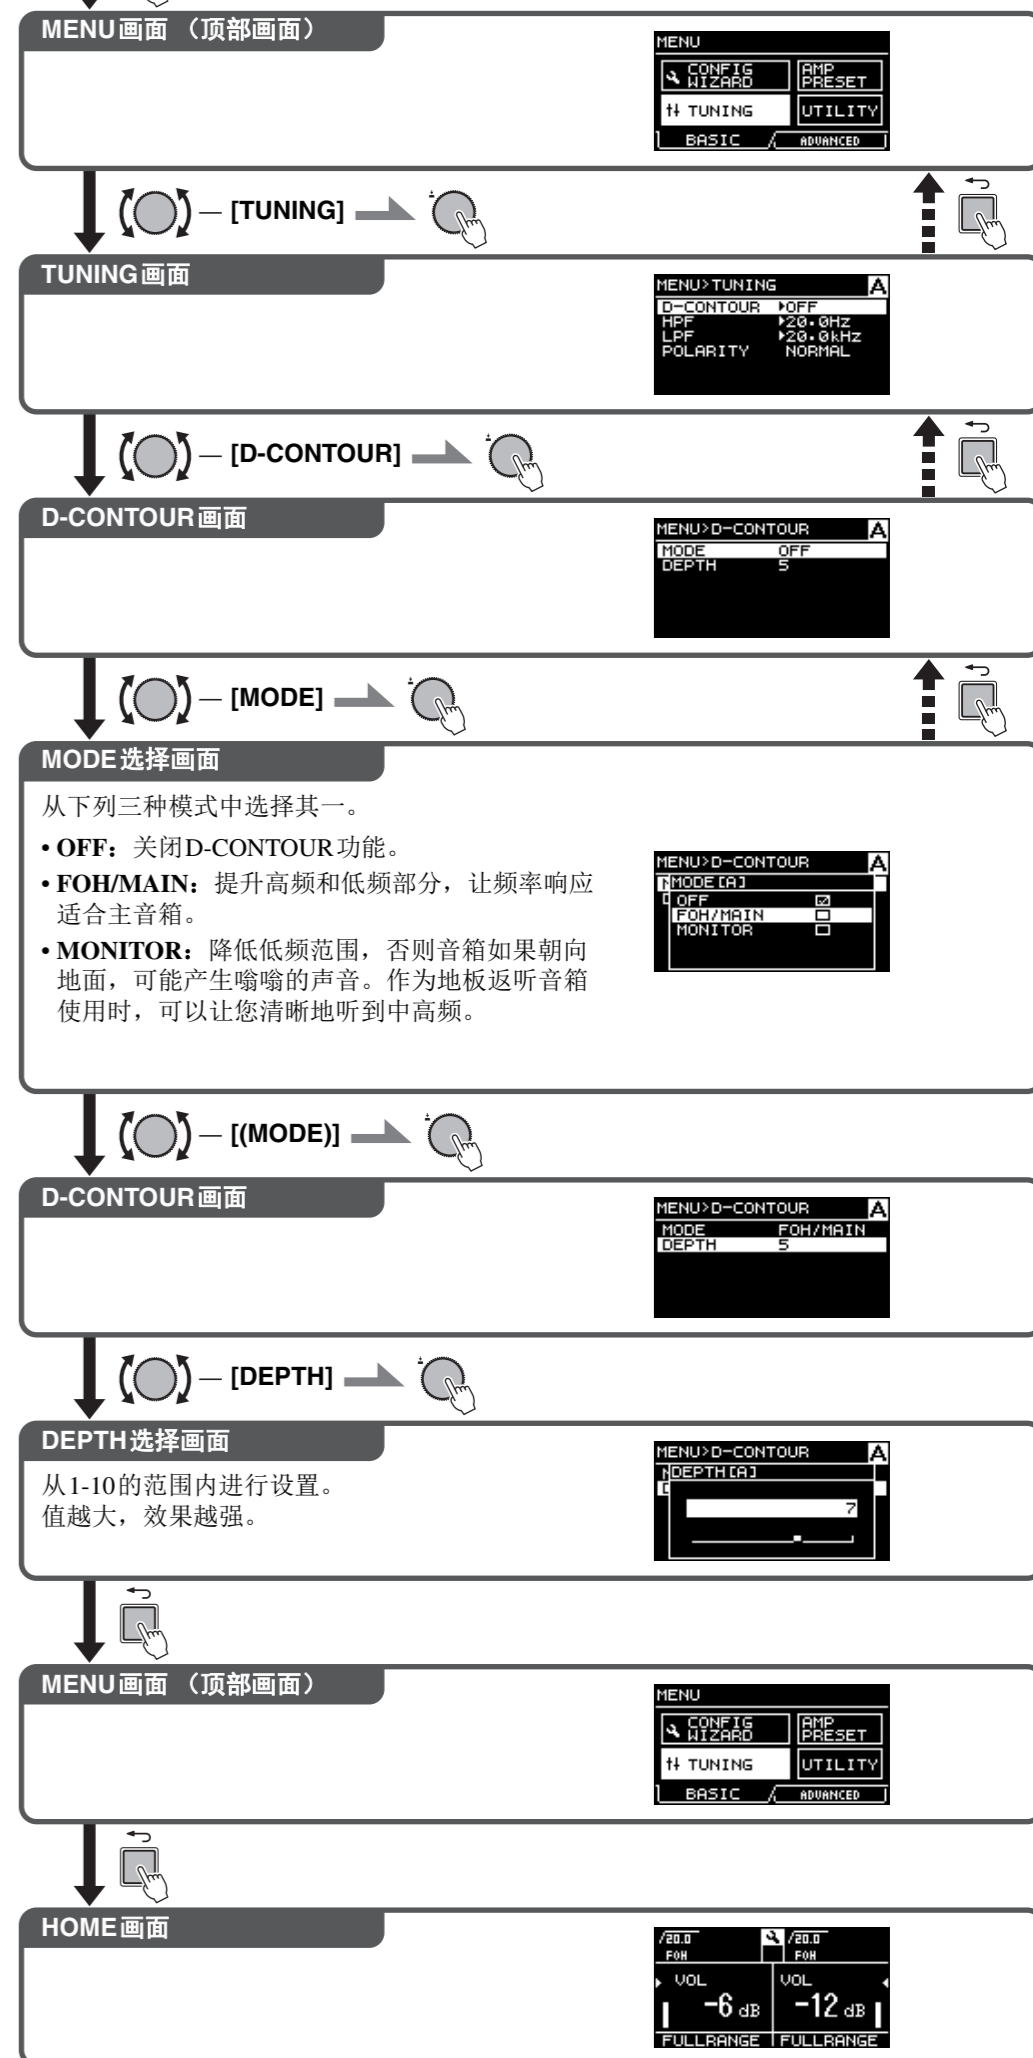 MENU画面 （顶部画面）
MENU
CONFIG WIZARD
AMP PRESET
TUNING
UTILITY
BASIC
ADVANCED
— [TUNING]
TUNING画面
MENU>TUNING A
D-CONTOUR ▶OFF
HPF ▶20.0Hz
LPF ▶20.0kHz
POLARITY NORMAL
— [D-CONTOUR]
D-CONTOUR画面
MENU>D-CONTOUR A
MODE OFF
DEPTH 5
— [MODE]
MODE选择画面
从下列三种模式中选择其一。
• OFF：关闭D-CONTOUR功能。
• FOH/MAIN：提升高频和低频部分，让频率响应
适合主音箱。
• MONITOR：降低低频范围，否则音箱如果朝向
地面，可能产生嗡嗡的声音。作为地板返听音箱
使用时，可以让您清晰地听到中高频。
MENU>D-CONTOUR A
MODE[A]
OFF
FOH/MAIN
MONITOR
— [(MODE)]
D-CONTOUR画面
MENU>D-CONTOUR A
MODE FOH/MAIN
DEPTH 5
— [DEPTH]
DEPTH选择画面
从1-10的范围内进行设置。
值越大，效果越强。
MENU>D-CONTOUR A
DEPTH[A]
7
MENU画面 （顶部画面）
MENU
CONFIG WIZARD
AMP PRESET
TUNING
UTILITY
BASIC
ADVANCED
HOME画面
20.0 20.0
FOH FOH
VOL VOL
-6 dB -12 dB
FULLRANGE FULLRANGE